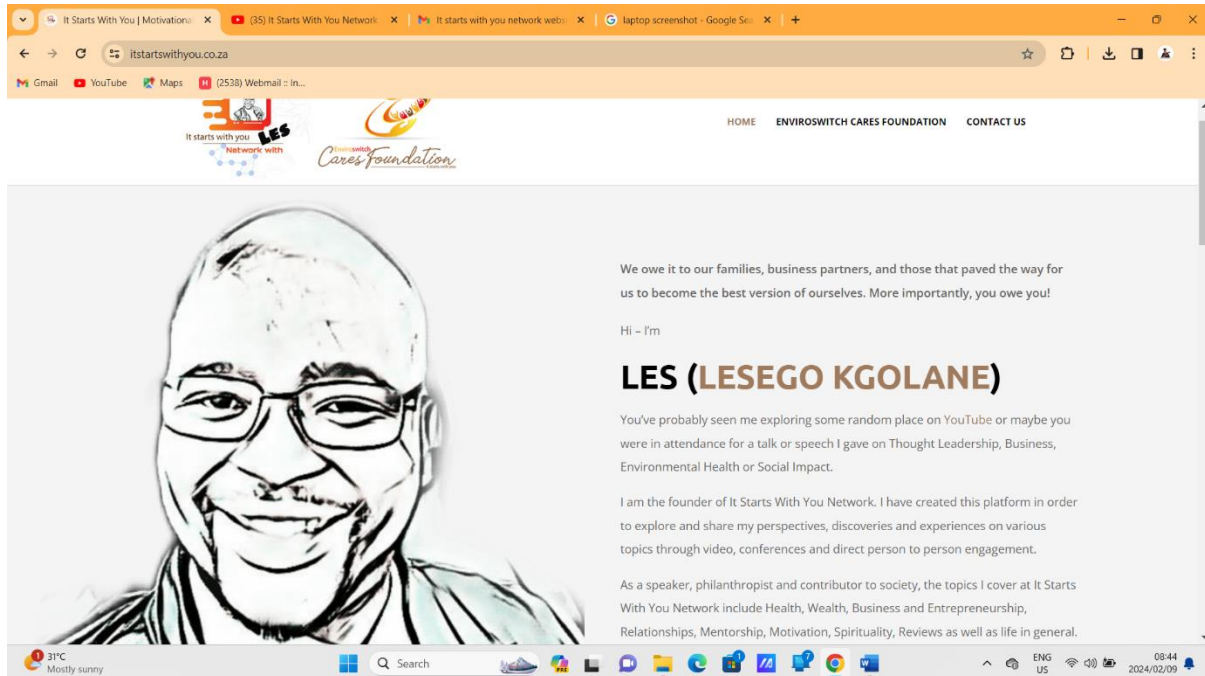 It Starts With You | Motivationa
(35) It Starts With You Network
It starts with you network webs
laptop screenshot - Google Sea
itstartswithyou.co.za
Gmail
YouTube
Maps
(2538) Webmail :: In...
It starts with you
LES
Network with
Enviroswitch
Cares Foundation
HOME
ENVIROSWITCH CARES FOUNDATION
CONTACT US
We owe it to our families, business partners, and those that paved the way for
us to become the best version of ourselves. More importantly, you owe you!
Hi – I'm
LES (LESEGO KGOLANE)
You've probably seen me exploring some random place on YouTube or maybe you
were in attendance for a talk or speech I gave on Thought Leadership, Business,
Environmental Health or Social Impact.
I am the founder of It Starts With You Network. I have created this platform in order
to explore and share my perspectives, discoveries and experiences on various
topics through video, conferences and direct person to person engagement.
As a speaker, philanthropist and contributor to society, the topics I cover at It Starts
With You Network include Health, Wealth, Business and Entrepreneurship,
Relationships, Mentorship, Motivation, Spirituality, Reviews as well as life in general.
1
31°C
Mostly sunny
Search
PRE
7
ENG
US
08:44
2024/02/09